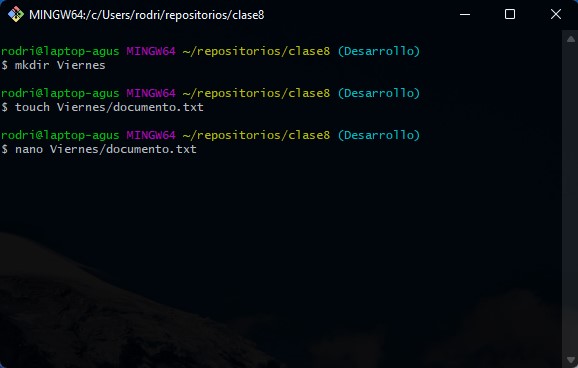 MINGW64:/c/Users/rodri/repositorios/clase8
rodri@laptop-agus MINGW64 ~/repositorios/clase8 (Desarrollo)
$ mkdir Viernes
rodri@laptop-agus MINGW64 ~/repositorios/clase8 (Desarrollo)
$ touch Viernes/documento.txt
rodri@laptop-agus MINGW64 ~/repositorios/clase8 (Desarrollo)
$ nano Viernes/documento.txt